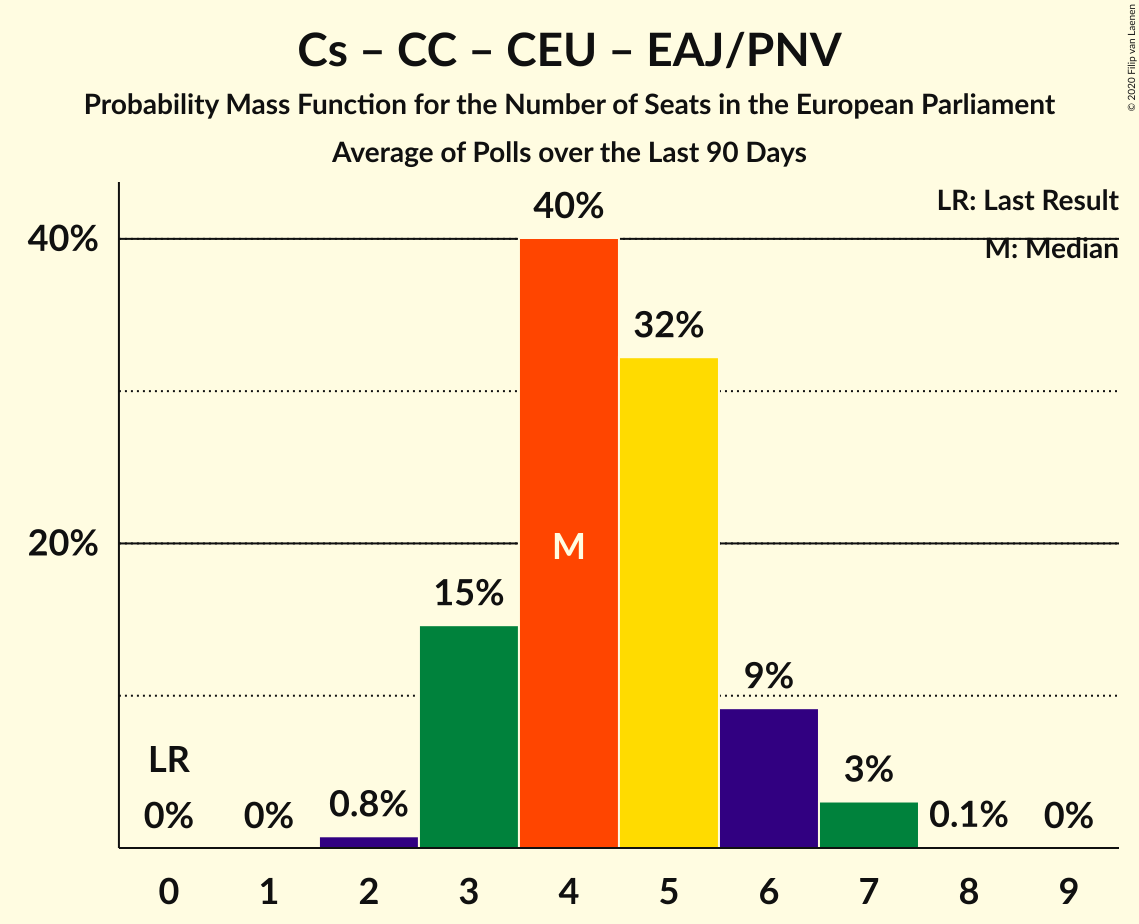 Cs – CC – CEU – EAJ/PNV
Probability Mass Function for the Number of Seats in the European Parliament
Average of Polls over the Last 90 Days
© 2020 Filip van Laenen
LR: Last Result
M: Median
40%
20%
LR
0%
0%
0.8%
15%
40%
M
32%
9%
3%
0.1%
0%
0 1 2 3 4 5 6 7 8 9